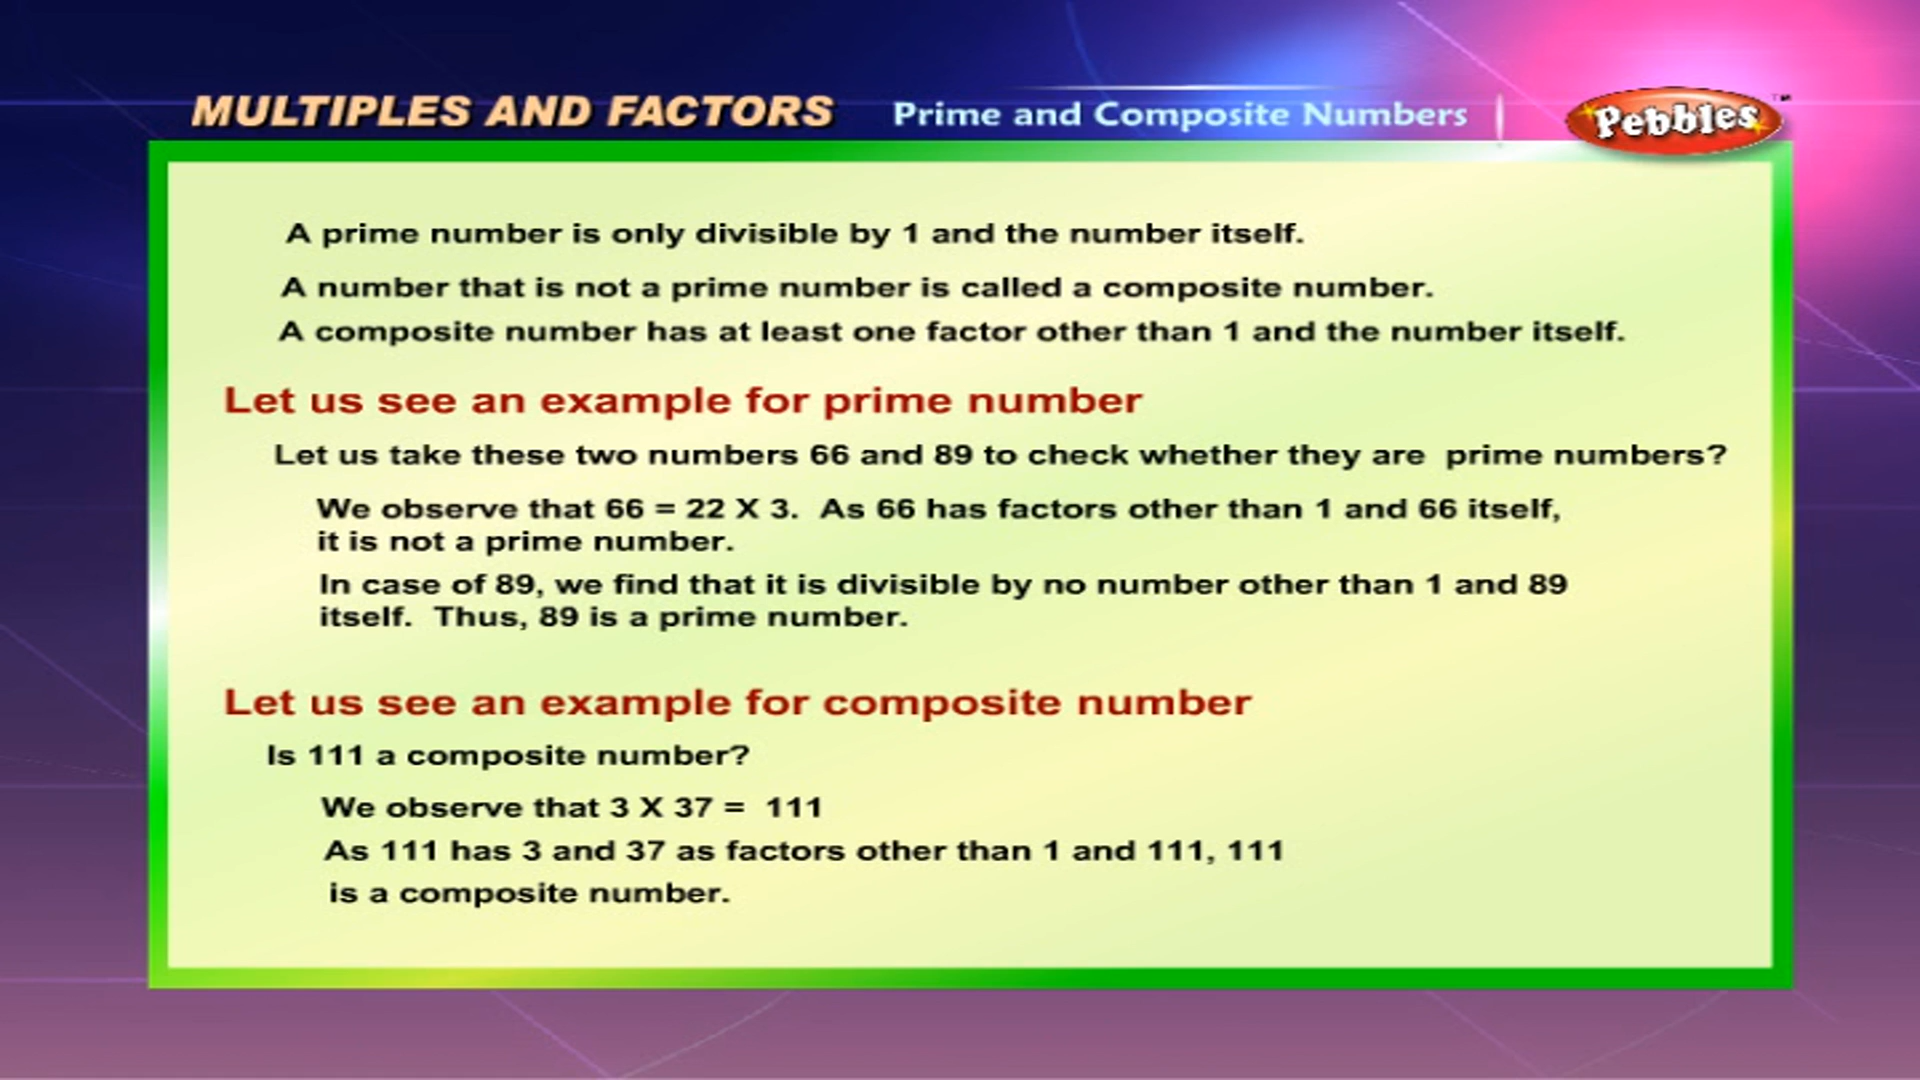 MULTIPLES AND FACTORS
Prime and Composite Numbers
Pebbles™
A prime number is only divisible by 1 and the number itself.
A number that is not a prime number is called a composite number.
A composite number has at least one factor other than 1 and the number itself.
Let us see an example for prime number
Let us take these two numbers 66 and 89 to check whether they are prime numbers?
We observe that 66 = 22 X 3. As 66 has factors other than 1 and 66 itself,
it is not a prime number.
In case of 89, we find that it is divisible by no number other than 1 and 89
itself. Thus, 89 is a prime number.
Let us see an example for composite number
Is 111 a composite number?
We observe that 3 X 37 = 111
As 111 has 3 and 37 as factors other than 1 and 111, 111
is a composite number.